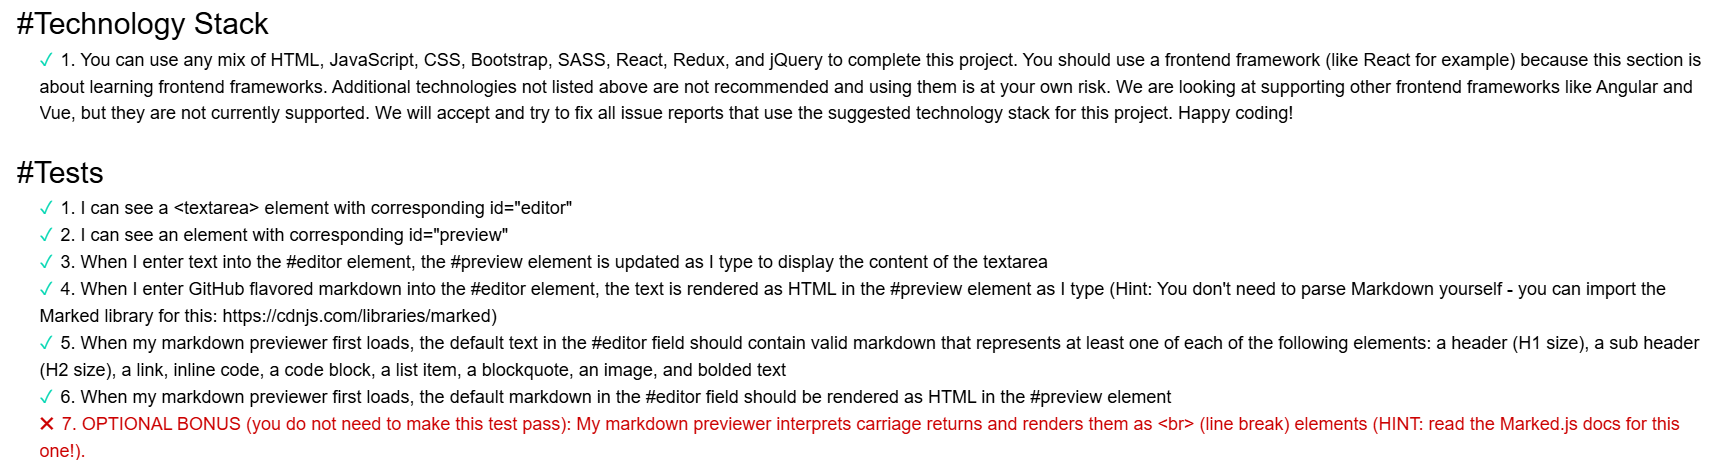 #Technology Stack
✓ 1. You can use any mix of HTML, JavaScript, CSS, Bootstrap, SASS, React, Redux, and jQuery to complete this project. You should use a frontend framework (like React for example) because this section is
about learning frontend frameworks. Additional technologies not listed above are not recommended and using them is at your own risk. We are looking at supporting other frontend frameworks like Angular and
Vue, but they are not currently supported. We will accept and try to fix all issue reports that use the suggested technology stack for this project. Happy coding!
#Tests
✓ 1. I can see a <textarea> element with corresponding id="editor"
✓ 2. I can see an element with corresponding id="preview"
✓ 3. When I enter text into the #editor element, the #preview element is updated as I type to display the content of the textarea
✓ 4. When I enter GitHub flavored markdown into the #editor element, the text is rendered as HTML in the #preview element as I type (Hint: You don't need to parse Markdown yourself - you can import the
Marked library for this: https://cdnjs.com/libraries/marked)
✓ 5. When my markdown previewer first loads, the default text in the #editor field should contain valid markdown that represents at least one of each of the following elements: a header (H1 size), a sub header
(H2 size), a link, inline code, a code block, a list item, a blockquote, an image, and bolded text
✓ 6. When my markdown previewer first loads, the default markdown in the #editor field should be rendered as HTML in the #preview element
✕ 7. OPTIONAL BONUS (you do not need to make this test pass): My markdown previewer interprets carriage returns and renders them as <br> (line break) elements (HINT: read the Marked.js docs for this
one!).